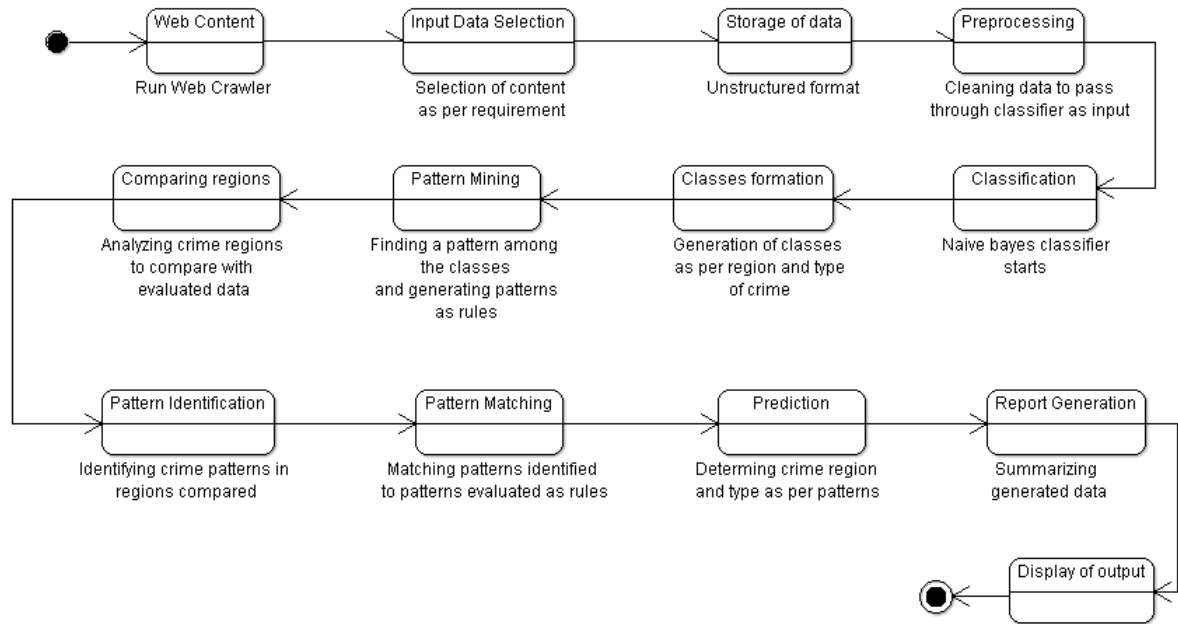 Web Content
Run Web Crawler
Input Data Selection
Selection of content
as per requirement
Storage of data
Unstructured format
Preprocessing
Cleaning data to pass
through classifier as input
Classification
Naive bayes classifier
starts
Classes formation
Generation of classes
as per region and type
of crime
Pattern Mining
Finding a pattern among
the classes
and generating patterns
as rules
Comparing regions
Analyzing crime regions
to compare with
evaluated data
Pattern Identification
Identifying crime patterns in
regions compared
Pattern Matching
Matching patterns identified
to patterns evaluated as rules
Prediction
Determing crime region
and type as per patterns
Report Generation
Summarizing
generated data
Display of output